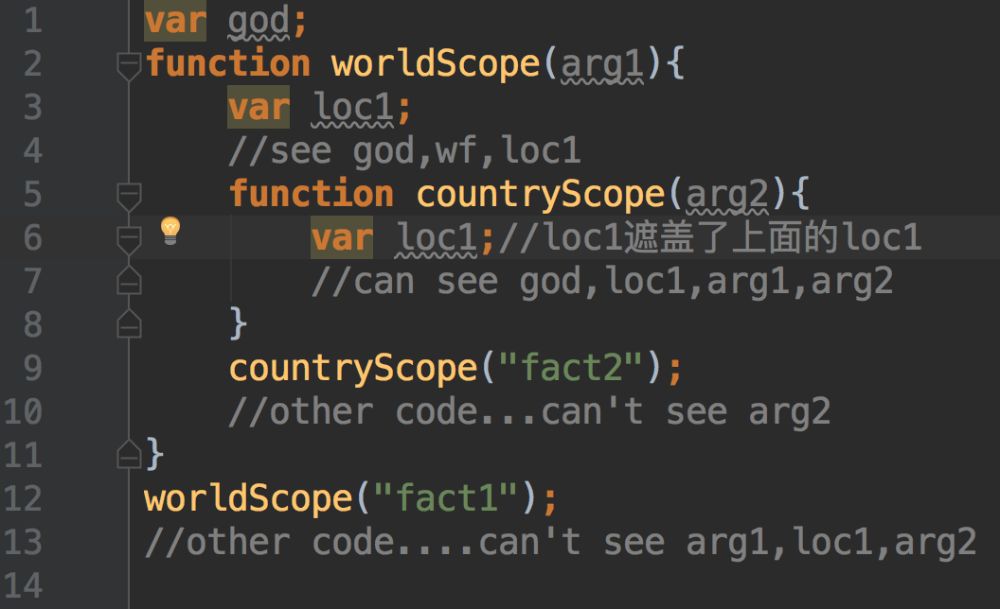 1 var god;
2 function worldScope(arg1){
3 var loc1;
4 //see god,wf,loc1
5 function countryScope(arg2){
6 var loc1;//loc1遮盖了上面的loc1
7 //can see god,loc1,arg1,arg2
8 }
9 countryScope("fact2");
10 //other code...can't see arg2
11 }
12 worldScope("fact1");
13 //other code....can't see arg1,loc1,arg2
14